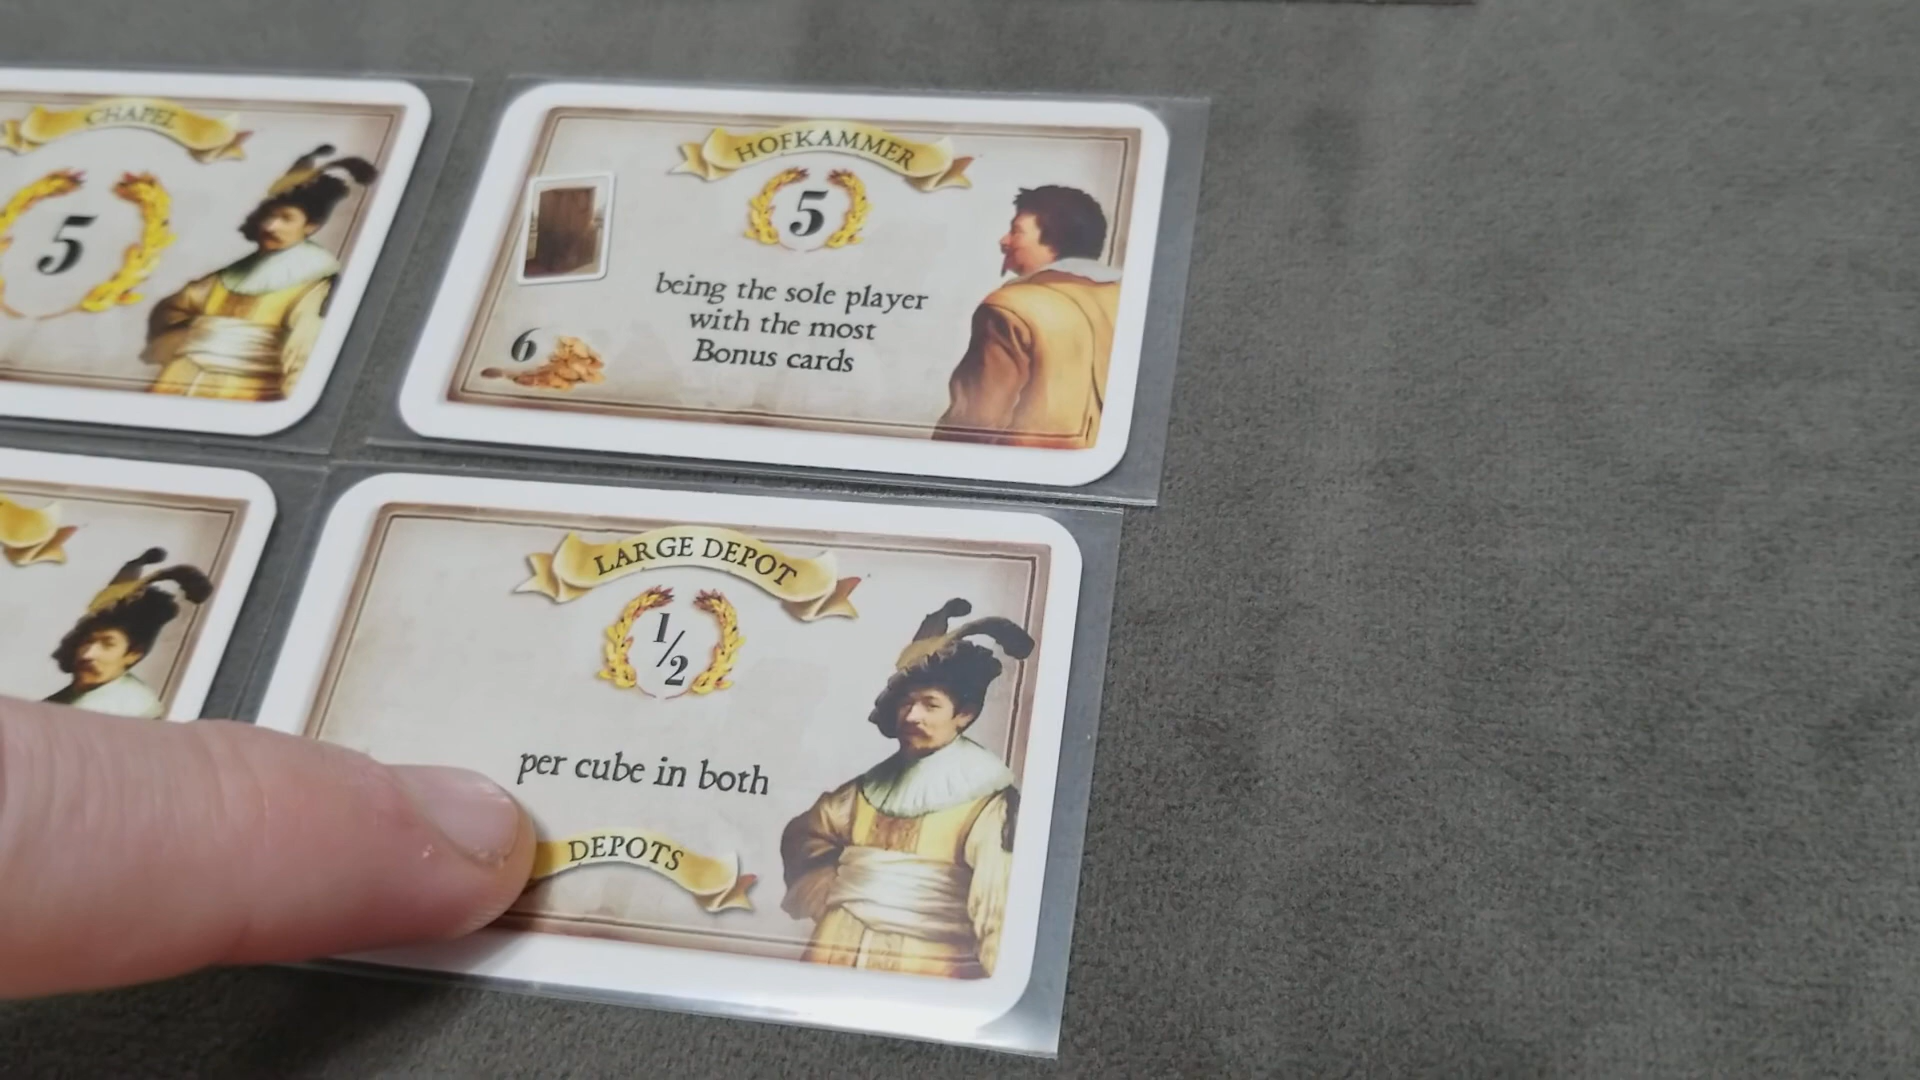 CHAPEL
5
HOFKAMMER
5
being the sole player
with the most
Bonus cards
6
LARGE DEPOT
1/2
per cube in both
DEPOTS